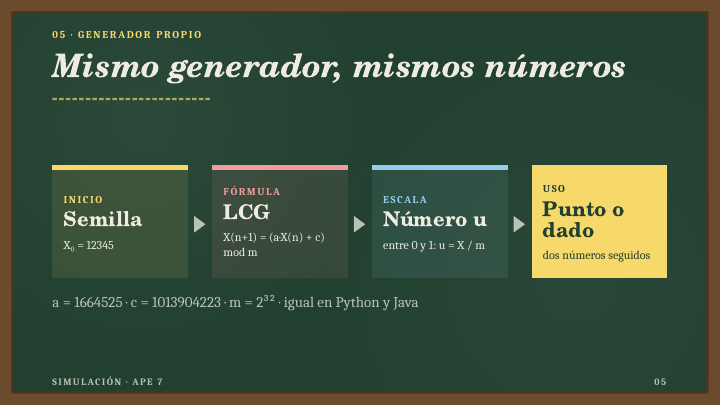 05 · GENERADOR PROPIO
Mismo generador, mismos números
INICIO
Semilla
X₀ = 12345
FÓRMULA
LCG
X(n+1) = (a·X(n) + c)
mod m
ESCALA
Número u
entre 0 y 1: u = X / m
USO
Punto o
dado
dos números seguidos
a = 1664525 · c = 1013904223 · m = 2³² · igual en Python y Java
SIMULACIÓN · APE 7
05